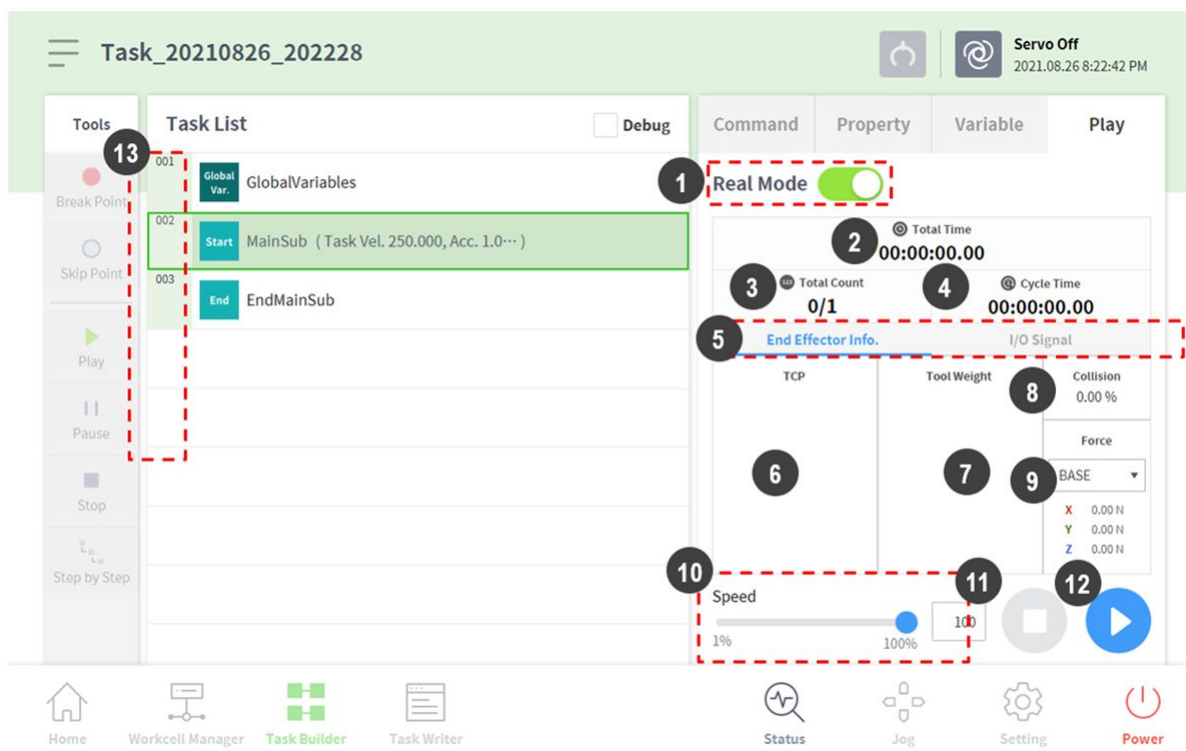 Task_20210826_202228
Servo Off
2021.08.26 8:22:42 PM
Tools
Task List
Debug
Command
Property
Variable
Play
13
001
Global Var.
GlobalVariables
1
Real Mode
Break Point
002
Start
MainSub ( Task Vel. 250.000, Acc. 1.0⋯ )
2
Total Time
00:00:00.00
Skip Point
003
End
EndMainSub
3
123
Total Count
0/1
4
Cycle Time
00:00:00.00
5
End Effector Info.
I/O Signal
Play
TCP
Tool Weight
8
Collision
0.00 %
Pause
Force
6
7
9
BASE
Stop
X 0.00 N
Y 0.00 N
Z 0.00 N
Step by Step
10
Speed
11
12
100
1%
100%
Home
Workcell Manager
Task Builder
Task Writer
Status
Jog
Setting
Power